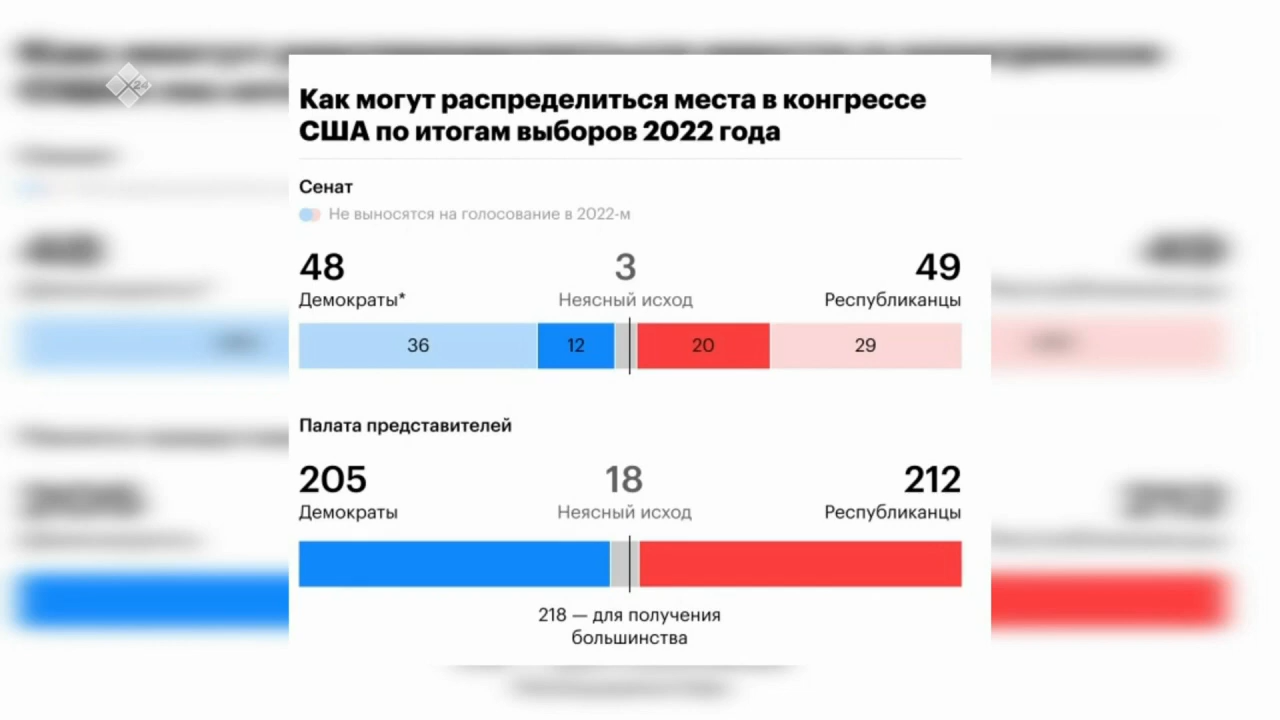 Как могут распределиться места в конгрессе
США по итогам выборов 2022 года
Сенат
Не выносятся на голосование в 2022-м
48 3 49
Демократы* Неясный исход Республиканцы
36 12 20 29
Палата представителей
205 18 212
Демократы Неясный исход Республиканцы
218 — для получения
большинства